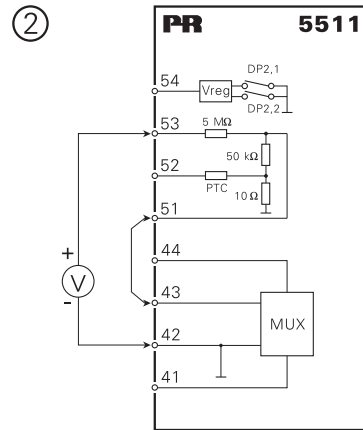 2
PR 5511
54
Vreg
DP2,1
DP2,2
53
5 MΩ
50 kΩ
52
PTC
10Ω
51
44
+
V
-
43
MUX
42
41